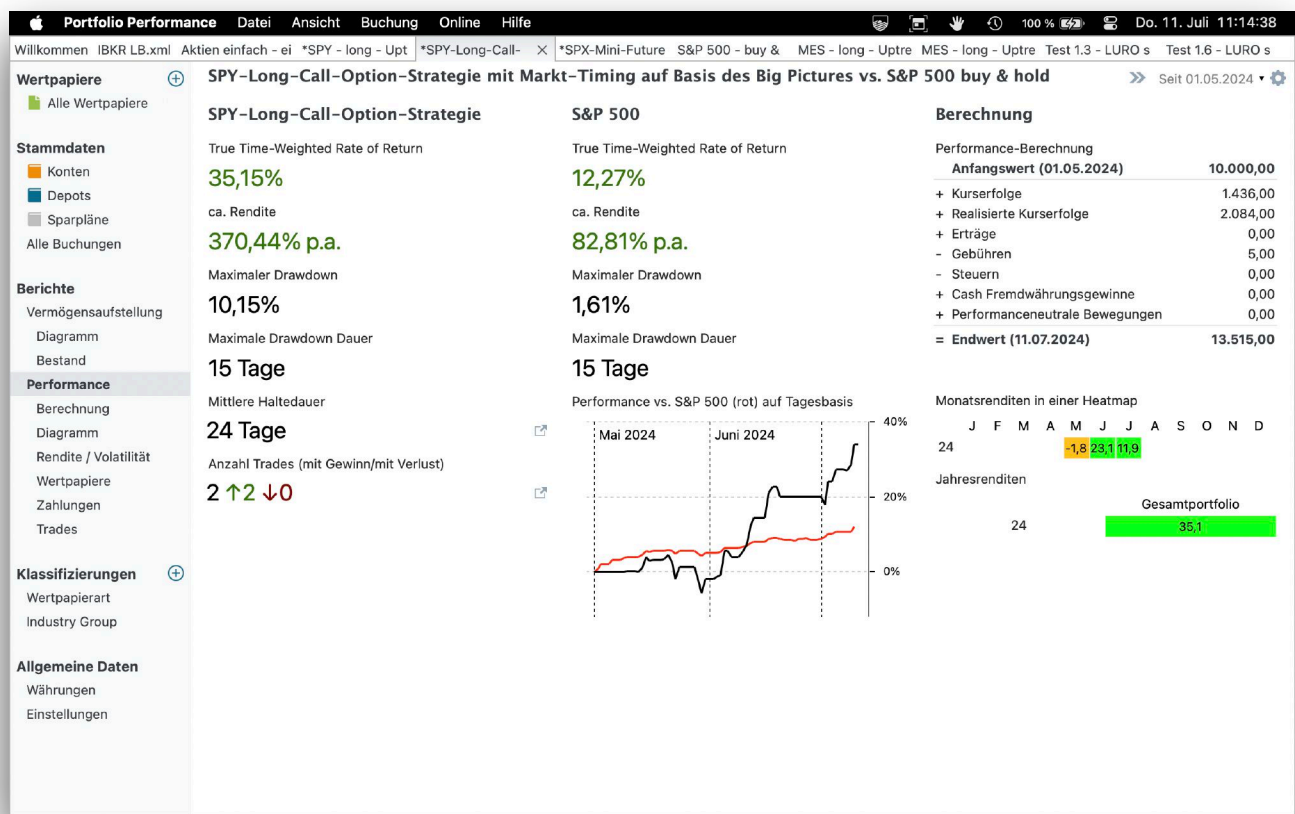 Portfolio Performance Datei Ansicht Buchung Online Hilfe 100 % Do. 11. Juli 11:14:38
Willkommen IBKR LB.xml Aktien einfach - ei *SPY - long - Upt *SPY-Long-Call- *SPX-Mini-Future S&P 500 - buy & MES - long - Uptre MES - long - Uptre Test 1.3 - LURO s Test 1.6 - LURO s
Wertpapiere
Alle Wertpapiere
Stammdaten
Konten
Depots
Sparpläne
Alle Buchungen
Berichte
Vermögensaufstellung
Diagramm
Bestand
Performance
Berechnung
Diagramm
Rendite / Volatilität
Wertpapiere
Zahlungen
Trades
Klassifizierungen
Wertpapierart
Industry Group
Allgemeine Daten
Währungen
Einstellungen
SPY-Long-Call-Option-Strategie mit Markt-Timing auf Basis des Big Pictures vs. S&P 500 buy & hold
Seit 01.05.2024
SPY-Long-Call-Option-Strategie
True Time-Weighted Rate of Return
35,15%
ca. Rendite
370,44% p.a.
Maximaler Drawdown
10,15%
Maximale Drawdown Dauer
15 Tage
Mittlere Haltedauer
24 Tage
Anzahl Trades (mit Gewinn/mit Verlust)
2 ↑2 ↓0
S&P 500
True Time-Weighted Rate of Return
12,27%
ca. Rendite
82,81% p.a.
Maximaler Drawdown
1,61%
Maximale Drawdown Dauer
15 Tage
Performance vs. S&P 500 (rot) auf Tagesbasis
Mai 2024 Juni 2024
40%
20%
0%
Berechnung
Performance-Berechnung
Anfangswert (01.05.2024) 10.000,00
+ Kurserfolge 1.436,00
+ Realisierte Kurserfolge 2.084,00
+ Erträge 0,00
- Gebühren 5,00
- Steuern 0,00
+ Cash Fremdwährungsgewinne 0,00
+ Performanceneutrale Bewegungen 0,00
= Endwert (11.07.2024) 13.515,00
Monatsrenditen in einer Heatmap
J F M A M J J A S O N D
24 -1,8 23,1 11,9
Jahresrenditen
Gesamtportfolio
24 35,1